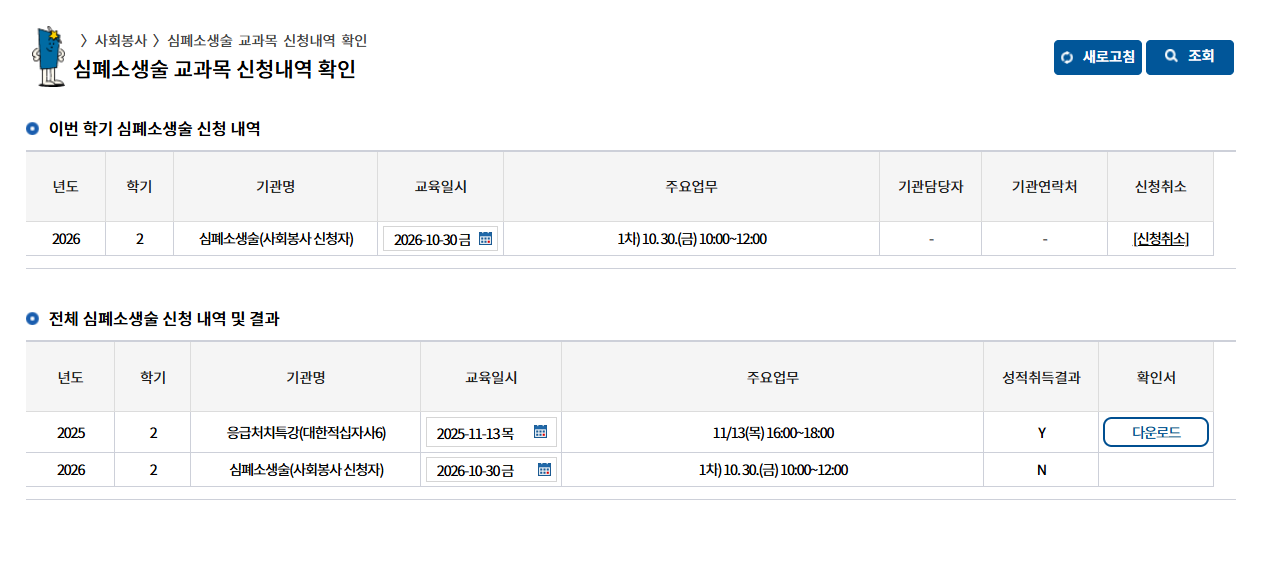 〉 사회봉사 〉 심폐소생술 교과목 신청내역 확인
심폐소생술 교과목 신청내역 확인
새로고침 조회
이번 학기 심폐소생술 신청 내역
년도 학기 기관명 교육일시 주요업무 기관담당자 기관연락처 신청취소
2026 2 심폐소생술(사회봉사 신청자) 2026-10-30 금 1차) 10. 30.(금) 10:00~12:00 - - [신청취소]
전체 심폐소생술 신청 내역 및 결과
년도 학기 기관명 교육일시 주요업무 성적취득결과 확인서
2025 2 응급처치특강(대한적십자사6) 2025-11-13 목 11/13(목) 16:00~18:00 Y 다운로드
2026 2 심폐소생술(사회봉사 신청자) 2026-10-30 금 1차) 10. 30.(금) 10:00~12:00 N